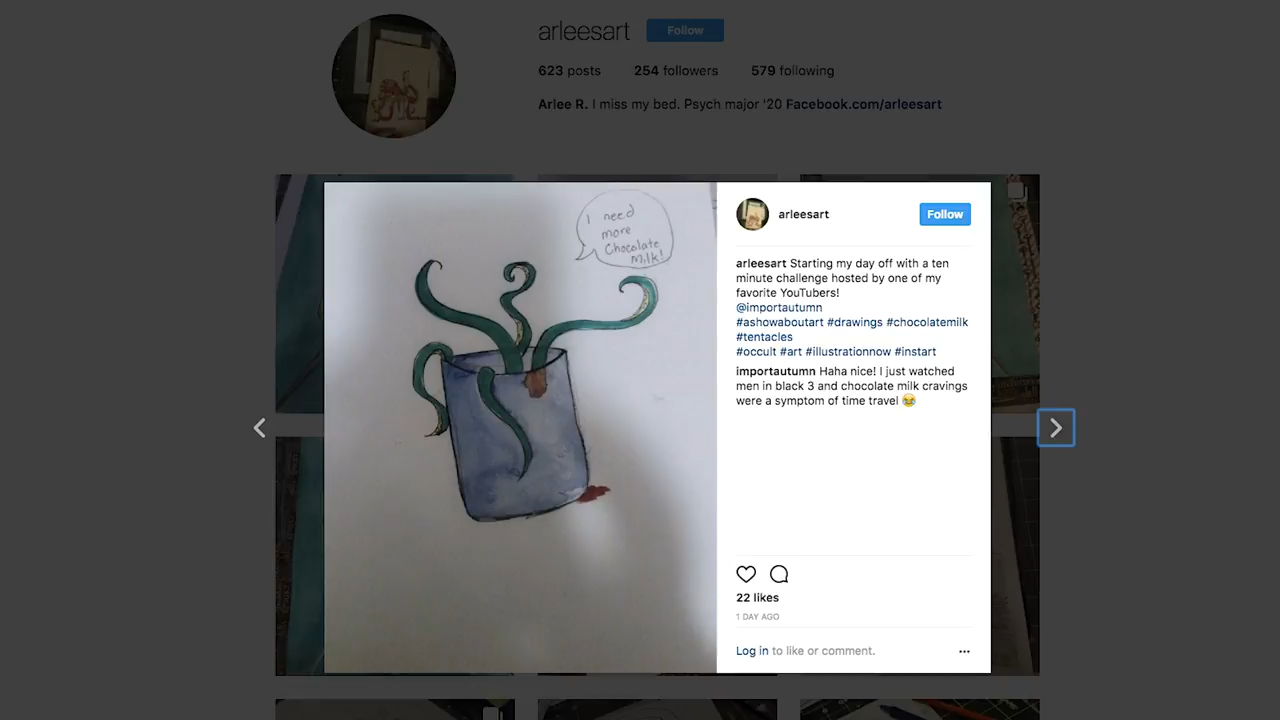 arleesart
Follow
623 posts 254 followers 579 following
Arlee R. I miss my bed. Psych major '20 Facebook.com/arleesart
I need
more
Chocolate
Milk!
arleesart
Follow
arleesart Starting my day off with a ten
minute challenge hosted by one of my
favorite YouTubers!
@importautumn
#ashowaboutart #drawings #chocolatemilk
#tentacles
#occult #art #illustrationnow #instart
importautumn Haha nice! I just watched
men in black 3 and chocolate milk cravings
were a symptom of time travel 😂
22 likes
1 DAY AGO
Log in to like or comment.